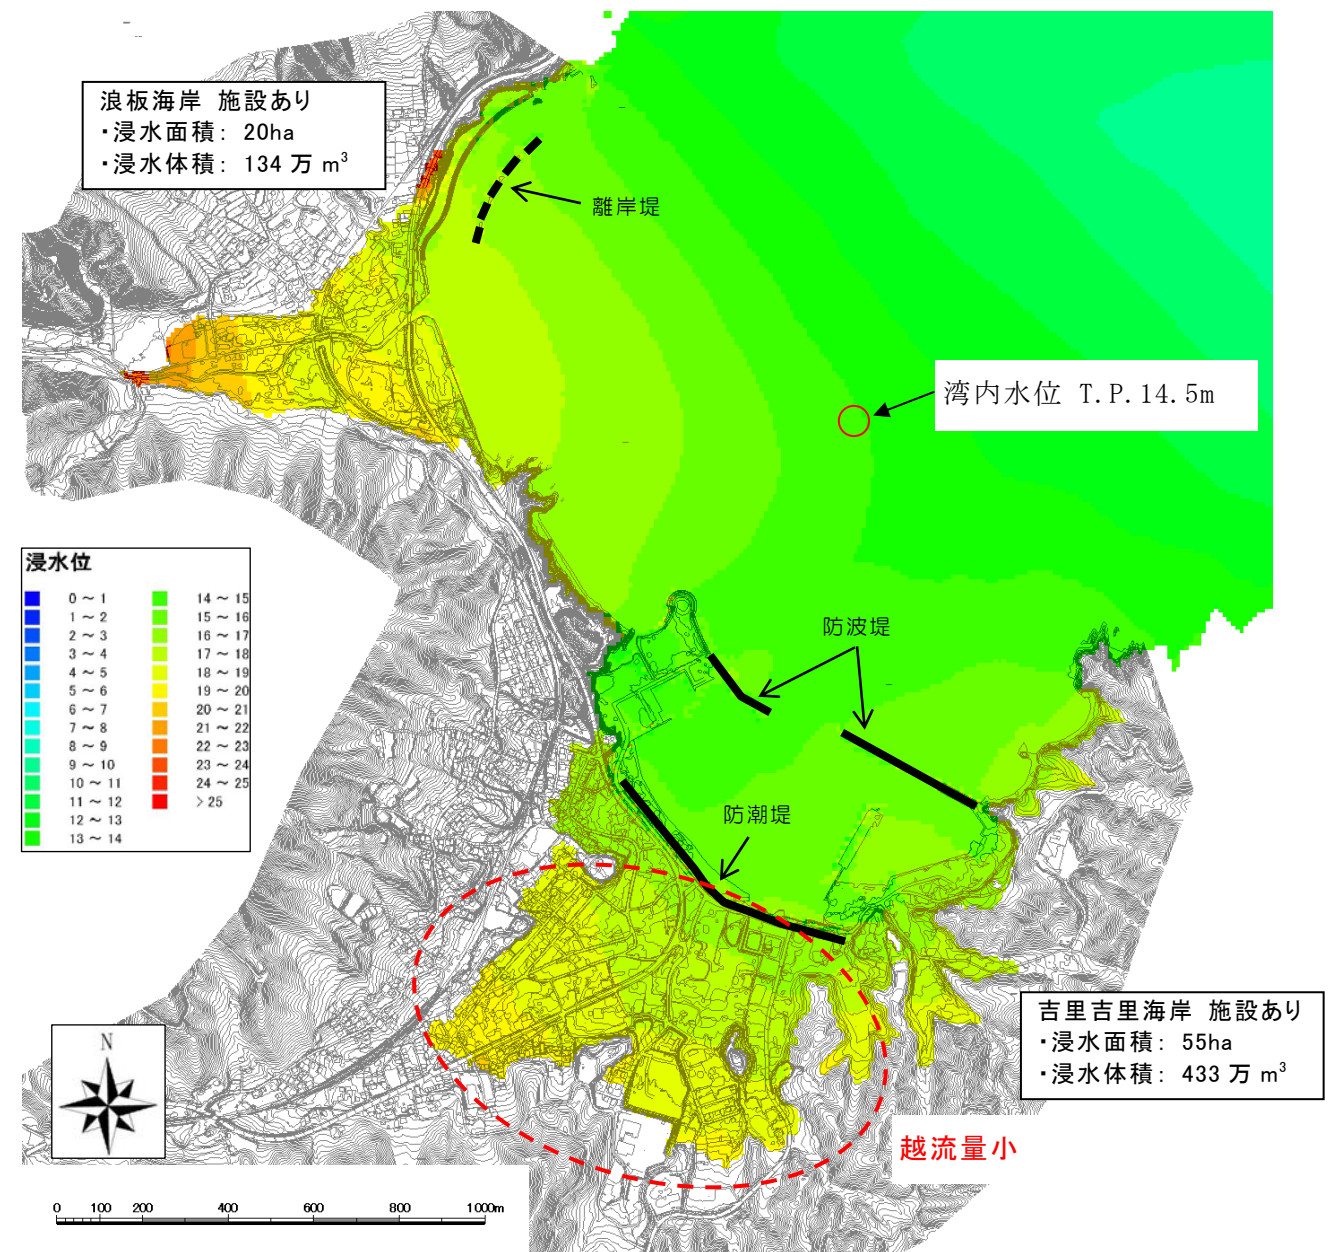 浪板海岸 施設あり
・浸水面積： 20ha
・浸水体積： 134 万 m³
離岸堤
湾内水位 T.P.14.5m
浸水位
0 ～ 1
1 ～ 2
2 ～ 3
3 ～ 4
4 ～ 5
5 ～ 6
6 ～ 7
7 ～ 8
8 ～ 9
9 ～ 10
10 ～ 11
11 ～ 12
12 ～ 13
13 ～ 14
14 ～ 15
15 ～ 16
16 ～ 17
17 ～ 18
18 ～ 19
19 ～ 20
20 ～ 21
21 ～ 22
22 ～ 23
23 ～ 24
24 ～ 25
＞25
防波堤
防潮堤
吉里吉里海岸 施設あり
・浸水面積： 55ha
・浸水体積： 433 万 m³
越流量小
N
0 100 200 400 600 800 1000m